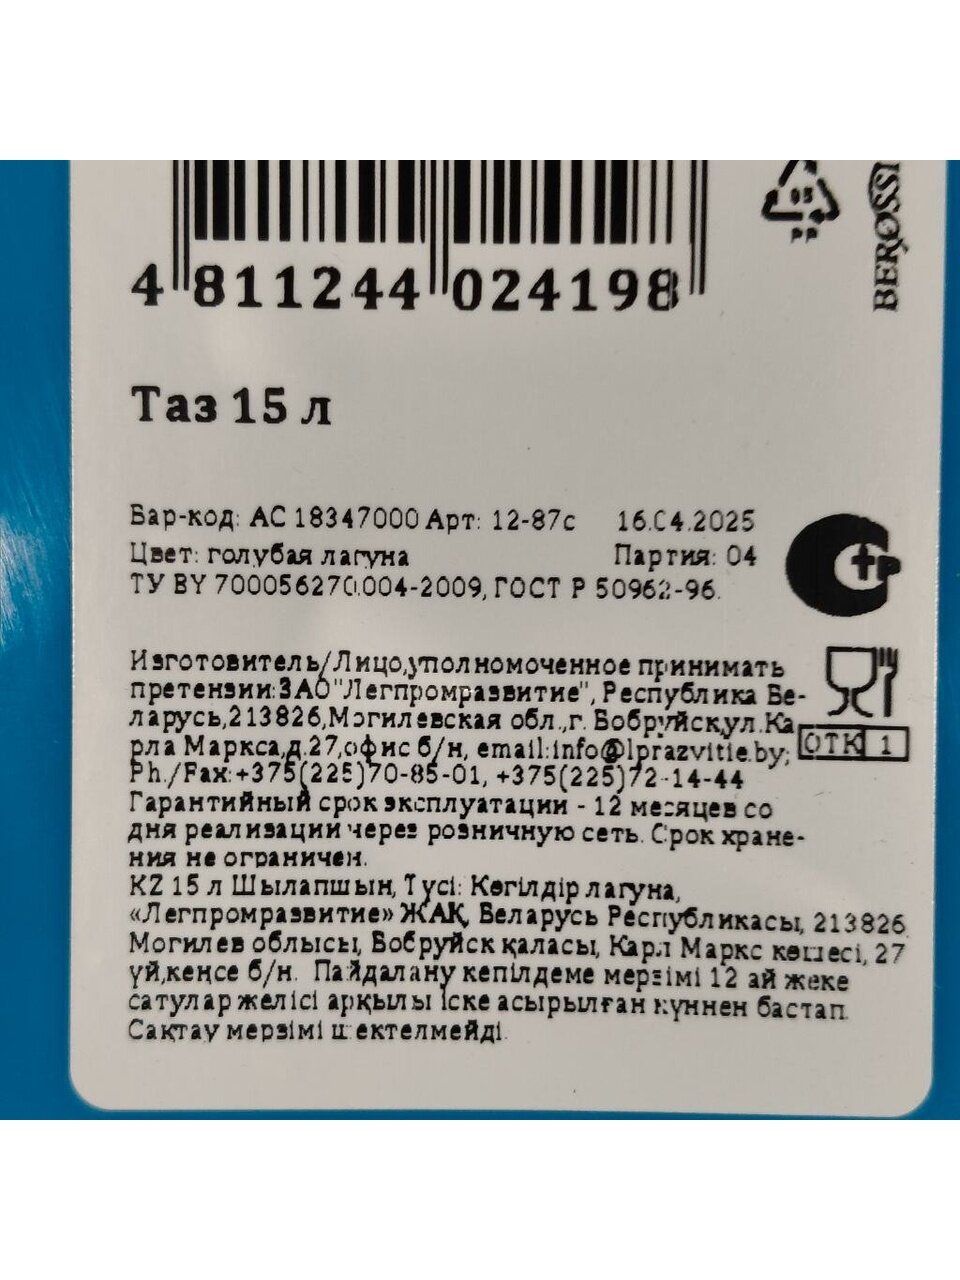 05
PP
BEROSSI
4 811244 024198
Таз 15 л
Бар-код: АС 18347000 Арт: 12-87с 16.04.2025
Цвет: голубая лагуна Партия: 04
ТУ BY 700056270.004-2009, ГОСТ Р 50962-96.
Изготовитель/Лицо,уполномоченное принимать
претензии:ЗАО"Легпромразвитие", Республика Бе-
ларусь,213826,Могилевская обл.,г. Бобруйск,ул.Ка
рла Маркса,д.27,офис б/н, email:info@lprazvitie.by;
ОТК 1
Ph./Fax:+375(225)70-85-01, +375(225)72-14-44
Гарантийный срок эксплуатации - 12 месяцев со
дня реализации через розничную сеть. Срок хране-
ния не ограничен.
KZ 15 л Шылапшын, Түсі: Көгілдір лагуна,
«Легпромразвитие» ЖАҚ, Беларусь Республикасы, 213826,
Могилев облысы, Бобруйск қаласы, Карл Маркс көшесі, 27
үй,кеңсе б/н. Пайдалану кепілдеме мерзімі 12 ай жеке
сатулар желісі арқылы іске асырылған күннен бастап.
Сақтау мерзімі шектелмейді.